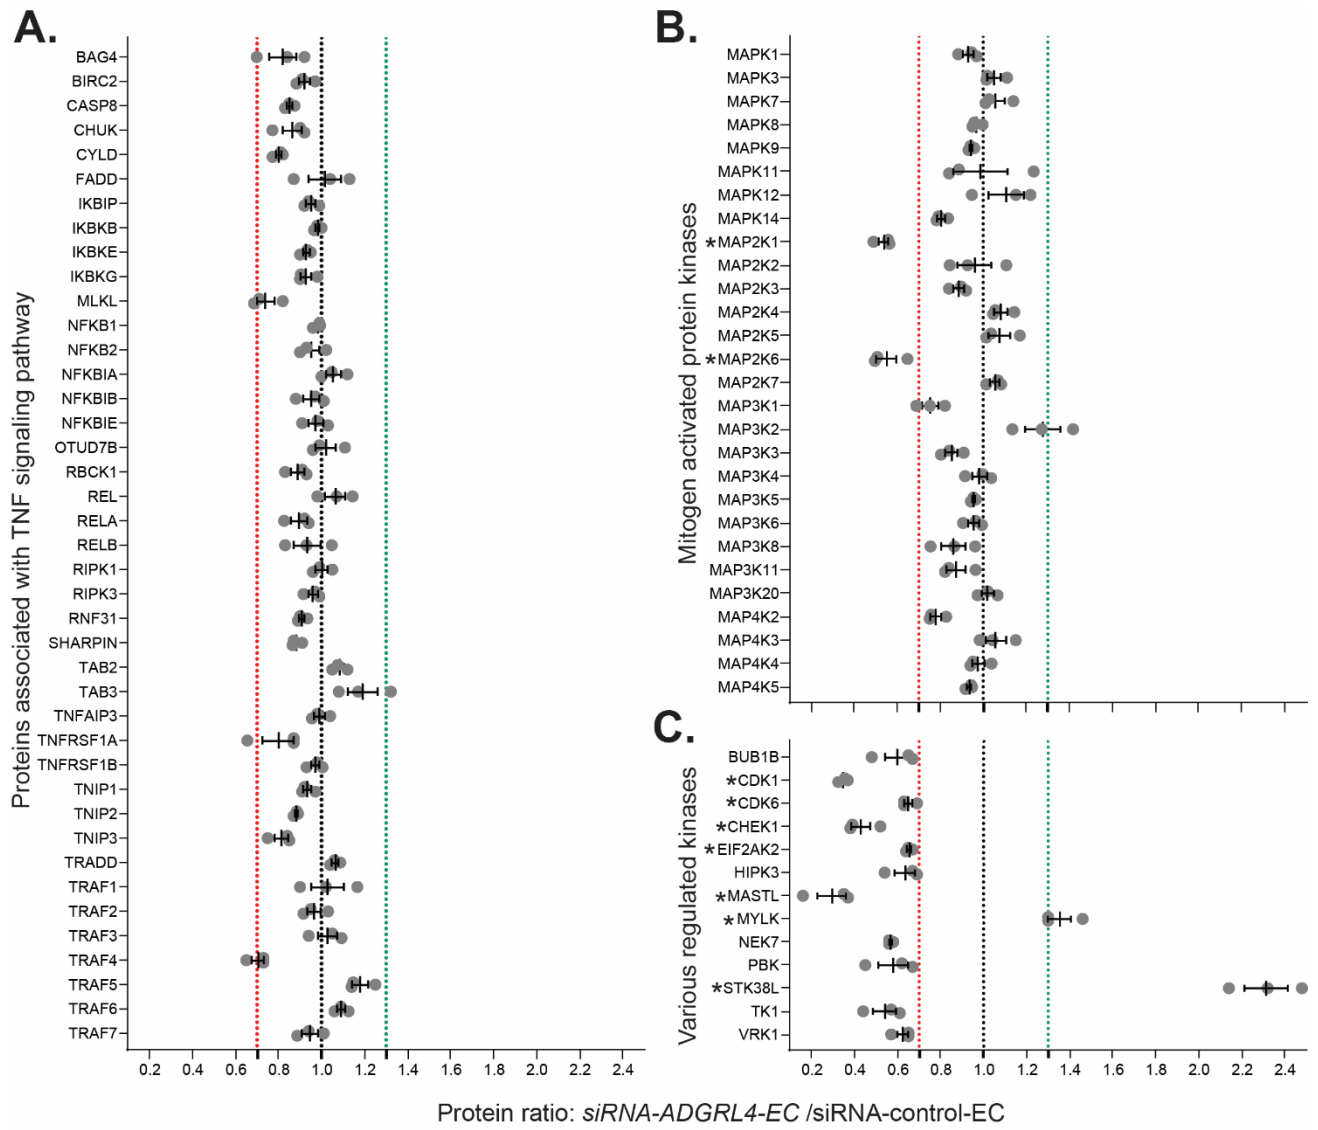 A.
Proteins associated with TNF signaling pathway
BAG4
BIRC2
CASP8
CHUK
CYLD
FADD
IKBIP
IKBKB
IKBKE
IKBKG
MLKL
NFKB1
NFKB2
NFKBIA
NFKBIB
NFKBIE
OTUD7B
RBCK1
REL
RELA
RELB
RIPK1
RIPK3
RNF31
SHARPIN
TAB2
TAB3
TNFAIP3
TNFRSF1A
TNFRSF1B
TNIP1
TNIP2
TNIP3
TRADD
TRAF1
TRAF2
TRAF3
TRAF4
TRAF5
TRAF6
TRAF7
0.2 0.4 0.6 0.8 1.0 1.2 1.4 1.6 1.8 2.0 2.2 2.4
B.
Mitogen activated protein kinases
MAPK1
MAPK3
MAPK7
MAPK8
MAPK9
MAPK11
MAPK12
MAPK14
*MAP2K1
MAP2K2
MAP2K3
MAP2K4
MAP2K5
*MAP2K6
MAP2K7
MAP3K1
MAP3K2
MAP3K3
MAP3K4
MAP3K5
MAP3K6
MAP3K8
MAP3K11
MAP3K20
MAP4K2
MAP4K3
MAP4K4
MAP4K5
C.
Various regulated kinases
BUB1B
*CDK1
*CDK6
*CHEK1
*EIF2AK2
HIPK3
*MASTL
*MYLK
NEK7
PBK
*STK38L
TK1
VRK1
0.2 0.4 0.6 0.8 1.0 1.2 1.4 1.6 1.8 2.0 2.2 2.4
Protein ratio: siRNA-ADGRL4-EC /siRNA-control-EC